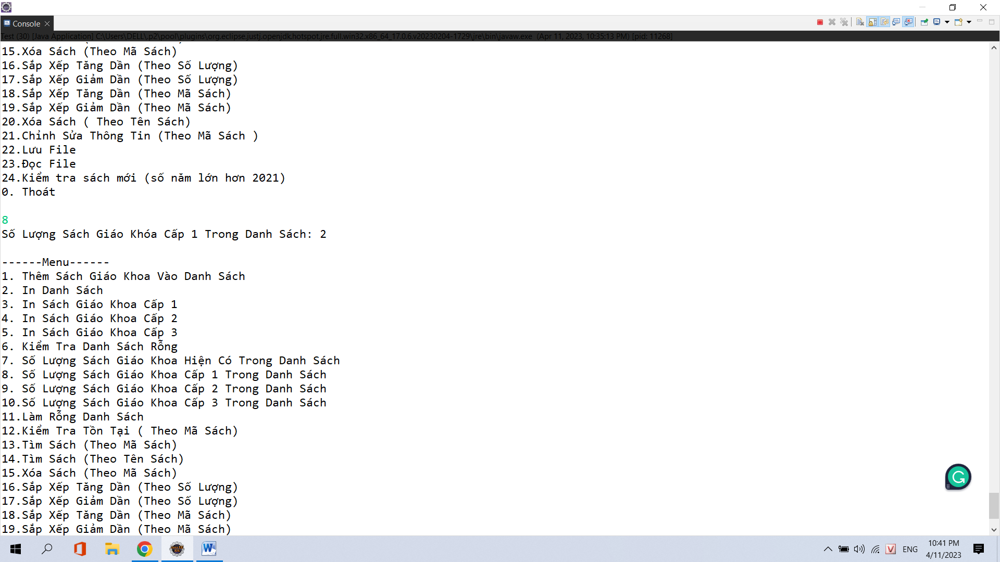 Console
Test (30) [Java Application] C:\Users\DELL\.p2\pool\plugins\org.eclipse.justj.openjdk.hotspot.jre.full.win32.x86_64_17.0.6.v20230204-1729\jre\bin\javaw.exe (Apr 11, 2023, 10:35:13 PM) [pid: 11268]
15.Xóa Sách (Theo Mã Sách)
16.Sắp Xếp Tăng Dần (Theo Số Lượng)
17.Sắp Xếp Giảm Dần (Theo Số Lượng)
18.Sắp Xếp Tăng Dần (Theo Mã Sách)
19.Sắp Xếp Giảm Dần (Theo Mã Sách)
20.Xóa Sách ( Theo Tên Sách)
21.Chỉnh Sửa Thông Tin (Theo Mã Sách )
22.Lưu File
23.Đọc File
24.Kiểm tra sách mới (số năm lớn hơn 2021)
0. Thoát
8
Số Lượng Sách Giáo Khóa Cấp 1 Trong Danh Sách: 2
------Menu------
1. Thêm Sách Giáo Khoa Vào Danh Sách
2. In Danh Sách
3. In Sách Giáo Khoa Cấp 1
4. In Sách Giáo Khoa Cấp 2
5. In Sách Giáo Khoa Cấp 3
6. Kiểm Tra Danh Sách Rỗng
7. Số Lượng Sách Giáo Khoa Hiện Có Trong Danh Sách
8. Số Lượng Sách Giáo Khoa Cấp 1 Trong Danh Sách
9. Số Lượng Sách Giáo Khoa Cấp 2 Trong Danh Sách
10.Số Lượng Sách Giáo Khoa Cấp 3 Trong Danh Sách
11.Làm Rỗng Danh Sách
12.Kiểm Tra Tồn Tại ( Theo Mã Sách)
13.Tìm Sách (Theo Mã Sách)
14.Tìm Sách (Theo Tên Sách)
15.Xóa Sách (Theo Mã Sách)
16.Sắp Xếp Tăng Dần (Theo Số Lượng)
17.Sắp Xếp Giảm Dần (Theo Số Lượng)
18.Sắp Xếp Tăng Dần (Theo Mã Sách)
19.Sắp Xếp Giảm Dần (Theo Mã Sách)
ENG
10:41 PM
4/11/2023